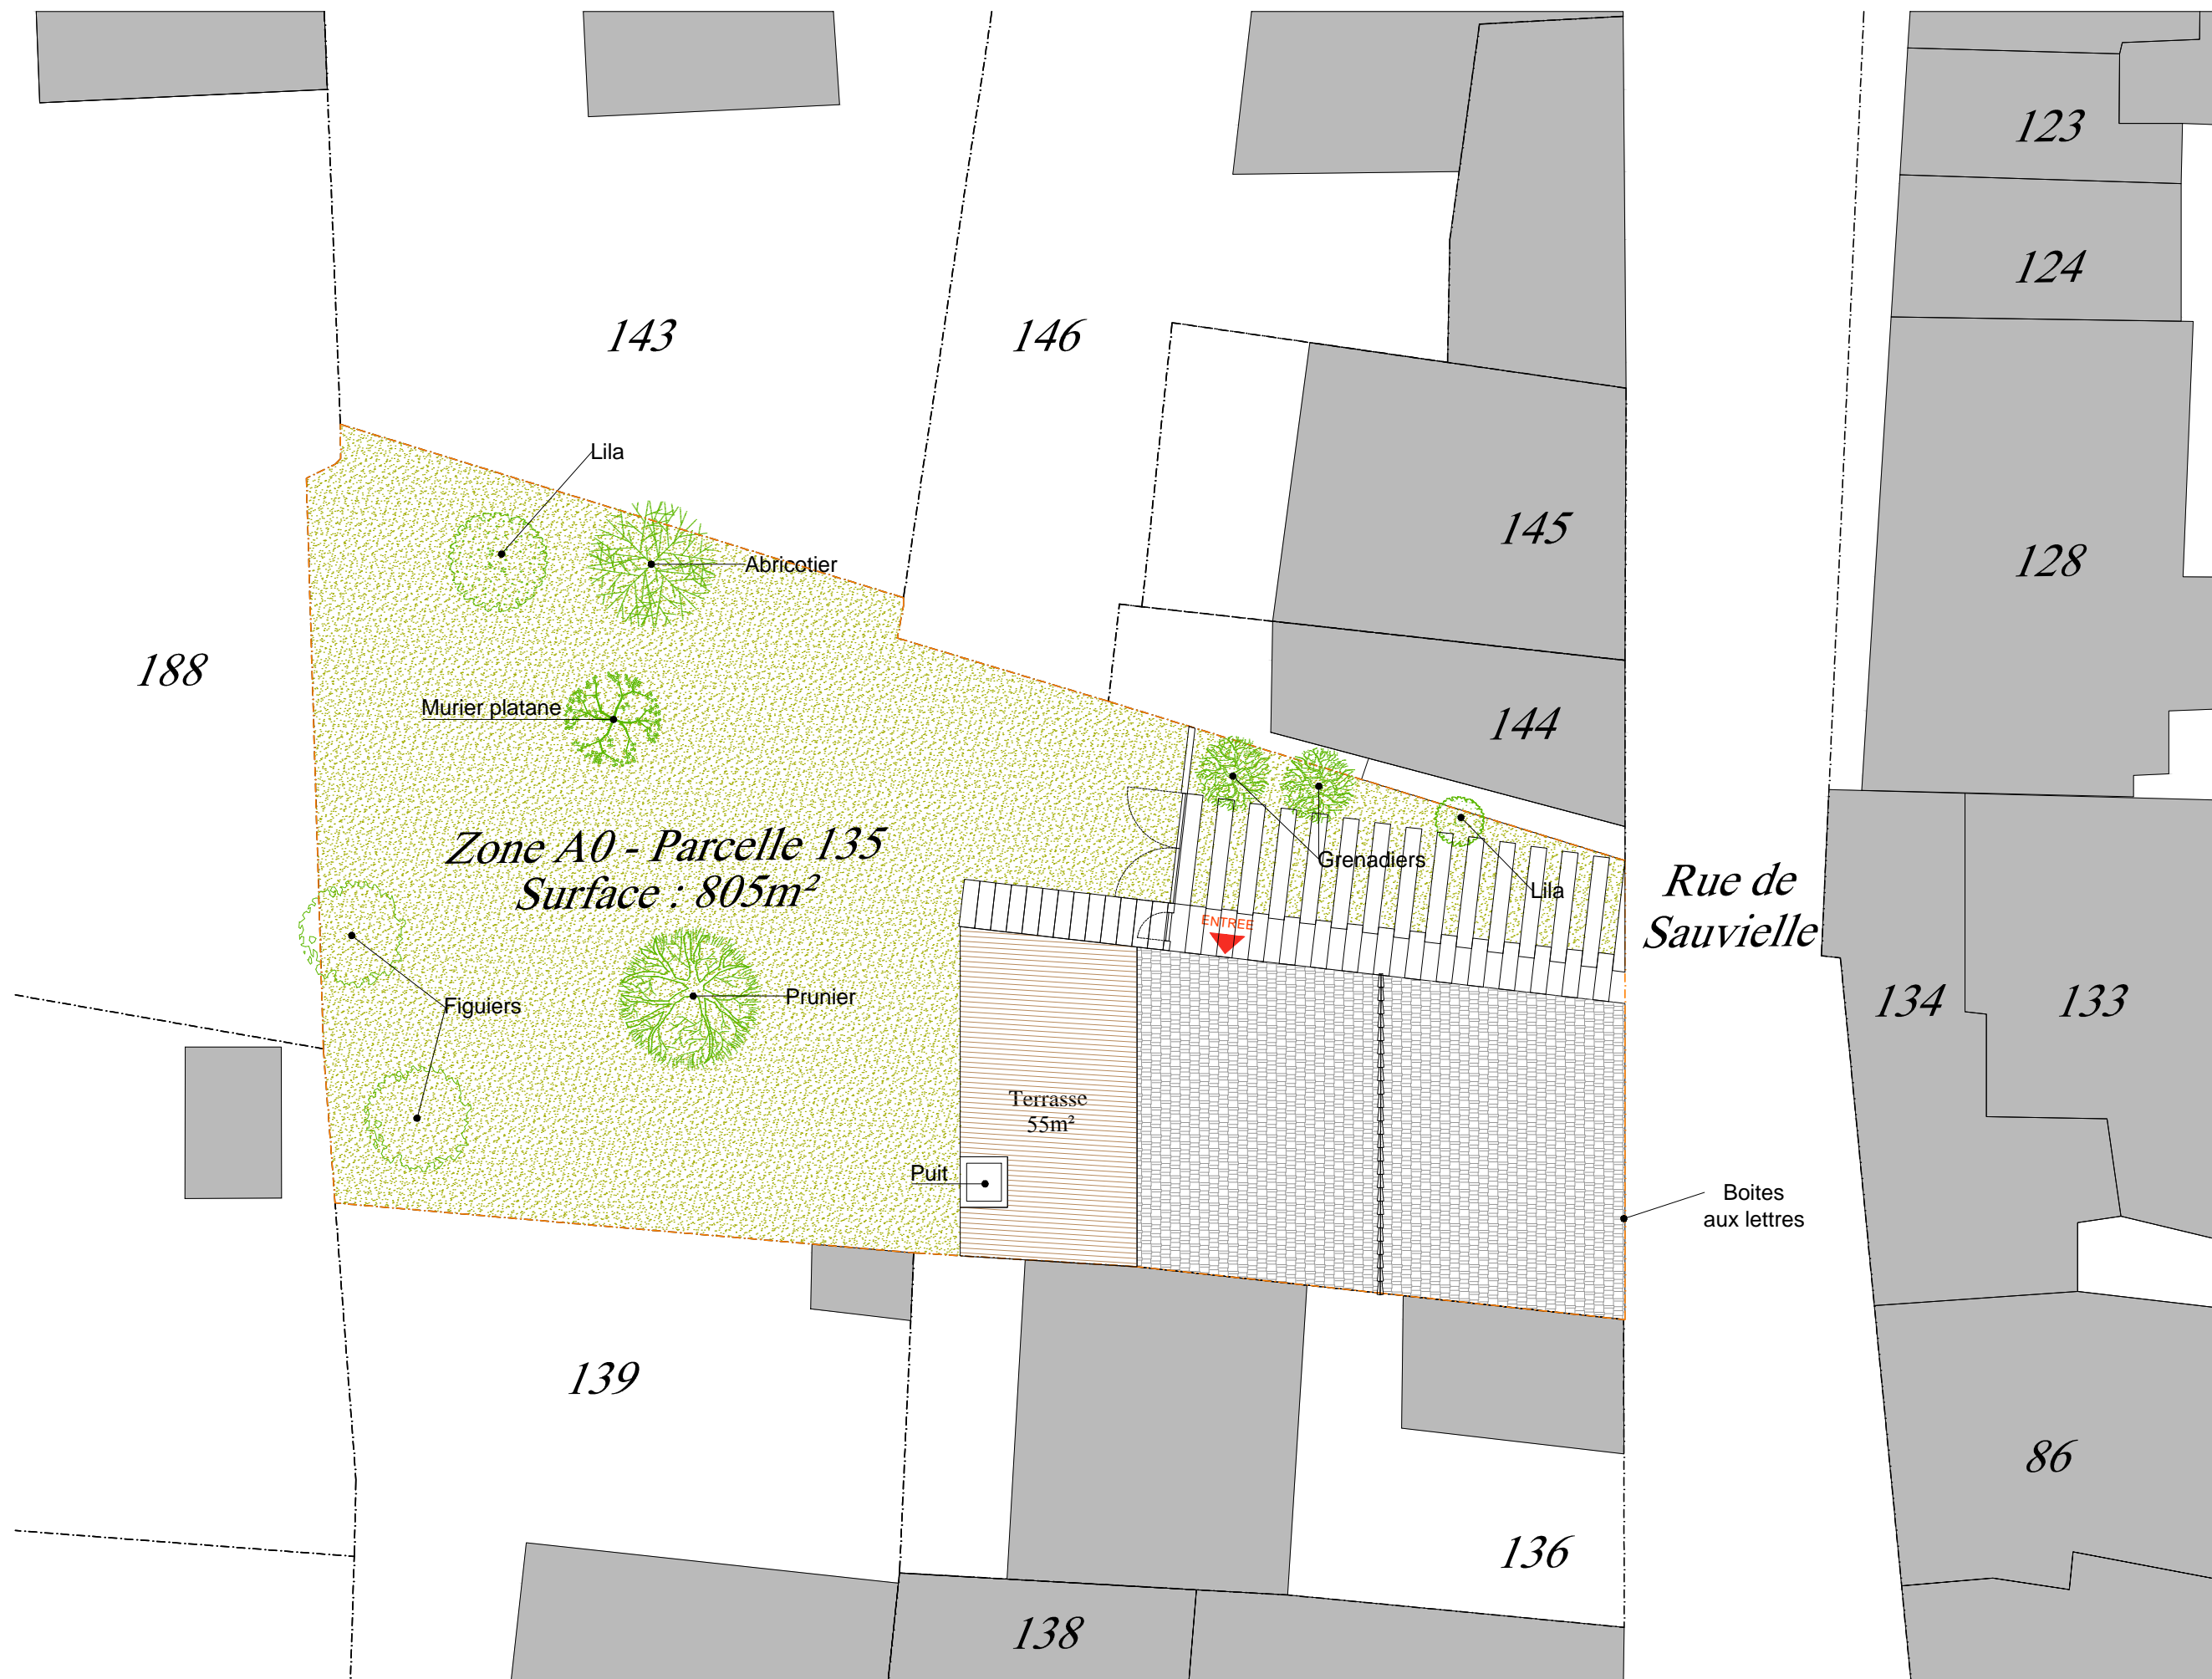 123
124
143
146
Lila
145
128
Abricotier
188
Murier platane
144
Zone A0 - Parcelle 135
Surface : 805m²
Grenadiers
Lila
Rue de
Sauvielle
ENTREE
Figuiers
Prunier
134
133
Terrasse
55m²
Puit
Boites
aux lettres
139
86
136
138